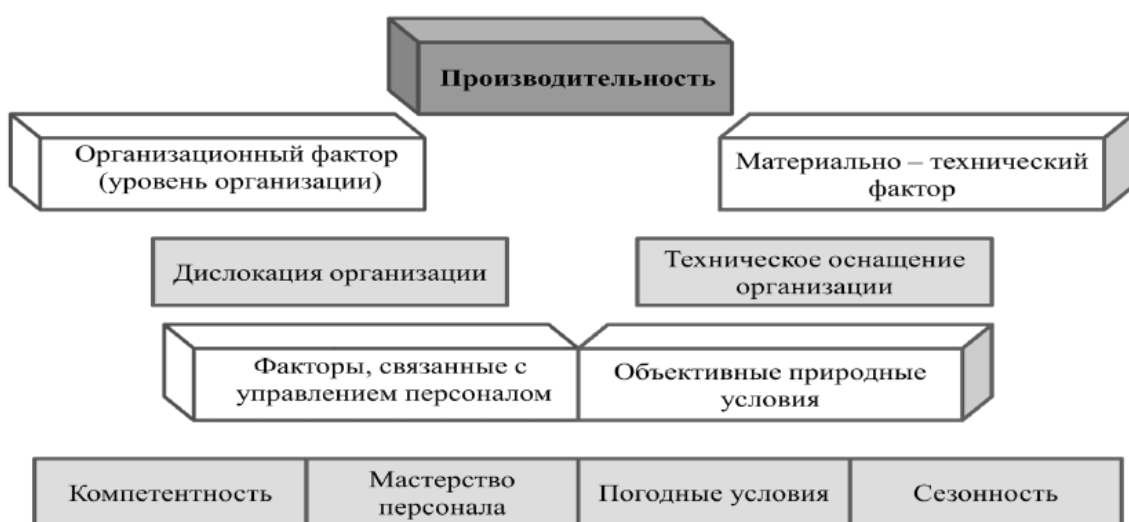 Производительность
Организационный фактор
(уровень организации)
Материально – технический
фактор
Дислокация организации
Техническое оснащение
организации
Факторы, связанные с
управлением персоналом
Объективные природные
условия
Компетентность
Мастерство
персонала
Погодные условия
Сезонность